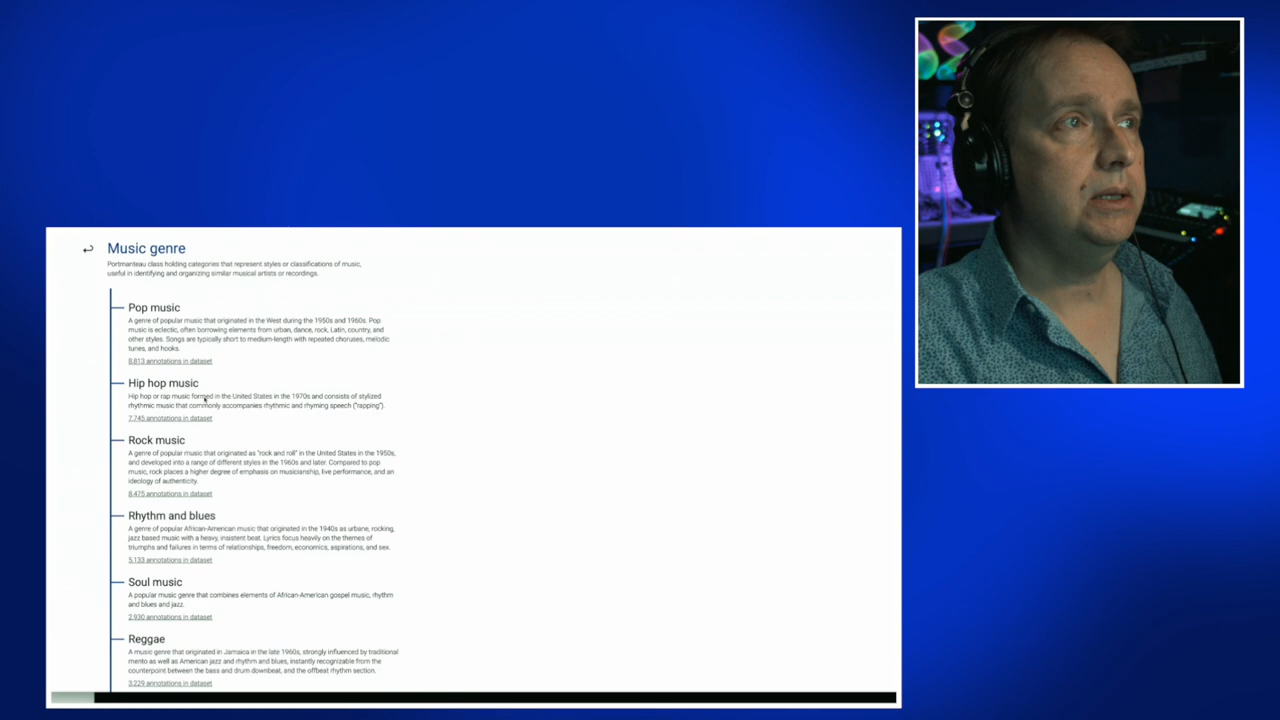 Music genre
Portmanteau class holding categories that represent styles or classifications of music,
useful in identifying and organizing similar musical artists or recordings.
Pop music
A genre of popular music that originated in the West during the 1950s and 1960s. Pop
music is eclectic, often borrowing elements from urban, dance, rock, Latin, country, and
other styles. Songs are typically short to medium-length with repeated choruses, melodic
tunes, and hooks.
8,813 annotations in dataset
Hip hop music
Hip hop or rap music formed in the United States in the 1970s and consists of stylized
rhythmic music that commonly accompanies rhythmic and rhyming speech ("rapping").
7,745 annotations in dataset
Rock music
A genre of popular music that originated as "rock and roll" in the United States in the 1950s,
and developed into a range of different styles in the 1960s and later. Compared to pop
music, rock places a higher degree of emphasis on musicianship, live performance, and an
ideology of authenticity.
8,475 annotations in dataset
Rhythm and blues
A genre of popular African-American music that originated in the 1940s as urbane, rocking,
jazz based music with a heavy, insistent beat. Lyrics focus heavily on the themes of
triumphs and failures in terms of relationships, freedom, economics, aspirations, and sex.
5,133 annotations in dataset
Soul music
A popular music genre that combines elements of African-American gospel music, rhythm
and blues and jazz.
2,930 annotations in dataset
Reggae
A music genre that originated in Jamaica in the late 1960s, strongly influenced by traditional
mento as well as American jazz and rhythm and blues, instantly recognizable from the
counterpoint between the bass and drum downbeat, and the offbeat rhythm section.
3,229 annotations in dataset